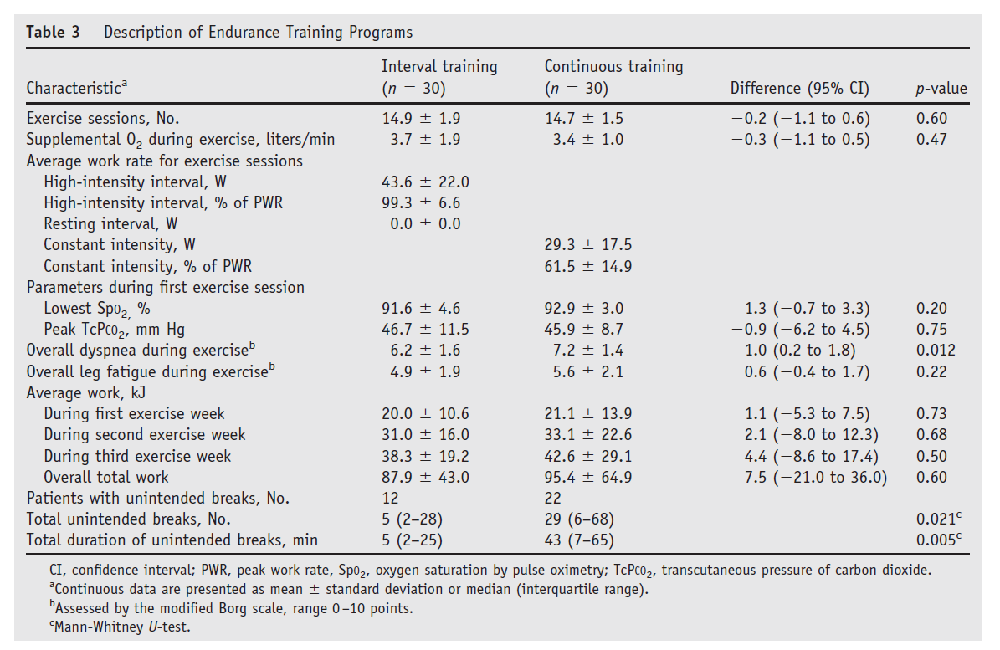 Table 3 Description of Endurance Training Programs
Interval training Continuous training
Characteristicᵃ (n = 30) (n = 30) Difference (95% CI) p-value
Exercise sessions, No. 14.9 ± 1.9 14.7 ± 1.5 −0.2 (−1.1 to 0.6) 0.60
Supplemental O₂ during exercise, liters/min 3.7 ± 1.9 3.4 ± 1.0 −0.3 (−1.1 to 0.5) 0.47
Average work rate for exercise sessions
High-intensity interval, W 43.6 ± 22.0
High-intensity interval, % of PWR 99.3 ± 6.6
Resting interval, W 0.0 ± 0.0
Constant intensity, W 29.3 ± 17.5
Constant intensity, % of PWR 61.5 ± 14.9
Parameters during first exercise session
Lowest SpO₂, % 91.6 ± 4.6 92.9 ± 3.0 1.3 (−0.7 to 3.3) 0.20
Peak TcPCO₂, mm Hg 46.7 ± 11.5 45.9 ± 8.7 −0.9 (−6.2 to 4.5) 0.75
Overall dyspnea during exerciseᵇ 6.2 ± 1.6 7.2 ± 1.4 1.0 (0.2 to 1.8) 0.012
Overall leg fatigue during exerciseᵇ 4.9 ± 1.9 5.6 ± 2.1 0.6 (−0.4 to 1.7) 0.22
Average work, kJ
During first exercise week 20.0 ± 10.6 21.1 ± 13.9 1.1 (−5.3 to 7.5) 0.73
During second exercise week 31.0 ± 16.0 33.1 ± 22.6 2.1 (−8.0 to 12.3) 0.68
During third exercise week 38.3 ± 19.2 42.6 ± 29.1 4.4 (−8.6 to 17.4) 0.50
Overall total work 87.9 ± 43.0 95.4 ± 64.9 7.5 (−21.0 to 36.0) 0.60
Patients with unintended breaks, No. 12 22
Total unintended breaks, No. 5 (2–28) 29 (6–68) 0.021ᶜ
Total duration of unintended breaks, min 5 (2–25) 43 (7–65) 0.005ᶜ
CI, confidence interval; PWR, peak work rate, SpO₂, oxygen saturation by pulse oximetry; TcPCO₂, transcutaneous pressure of carbon dioxide.
ᵃContinuous data are presented as mean ± standard deviation or median (interquartile range).
ᵇAssessed by the modified Borg scale, range 0–10 points.
ᶜMann-Whitney U-test.